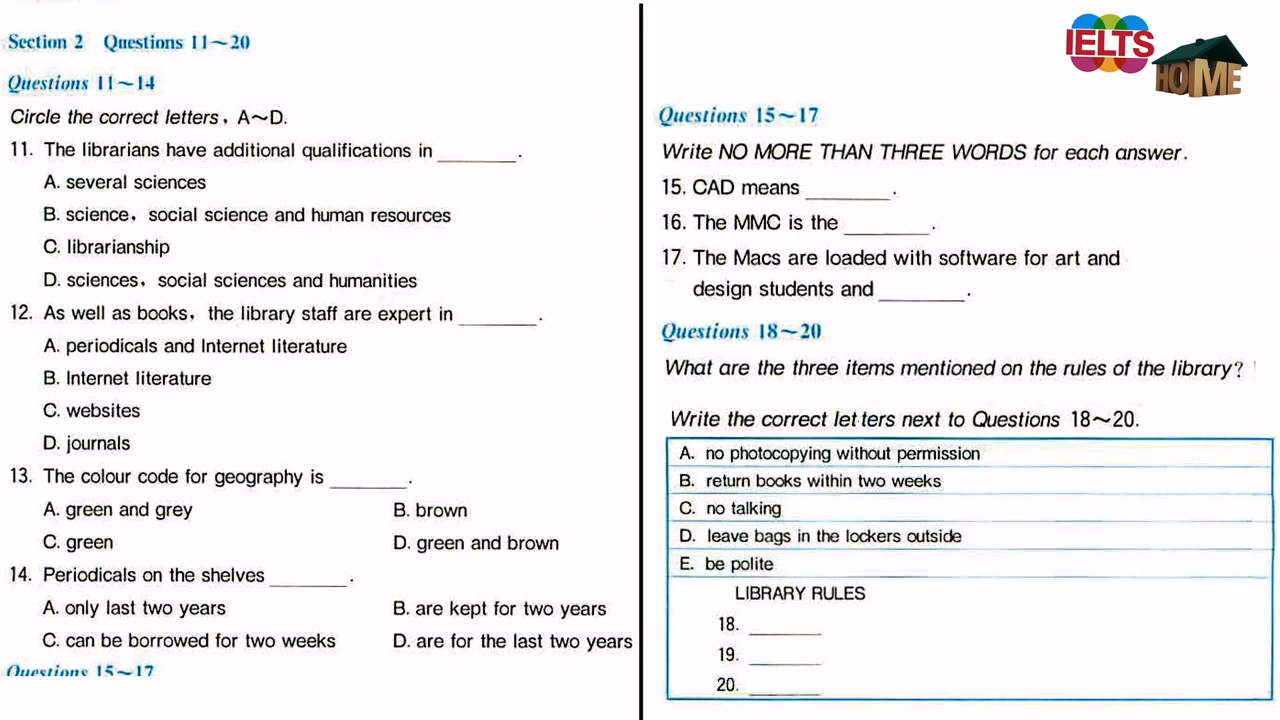 Section 2 Questions 11～20
Questions 11～14
Circle the correct letters, A～D.
11. The librarians have additional qualifications in ________.
A. several sciences
B. science, social science and human resources
C. librarianship
D. sciences, social sciences and humanities
12. As well as books, the library staff are expert in ________.
A. periodicals and Internet literature
B. Internet literature
C. websites
D. journals
13. The colour code for geography is ________.
A. green and grey B. brown
C. green D. green and brown
14. Periodicals on the shelves ________.
A. only last two years B. are kept for two years
C. can be borrowed for two weeks D. are for the last two years
Questions 15～17
IELTS
HOME
Questions 15～17
Write NO MORE THAN THREE WORDS for each answer.
15. CAD means ________.
16. The MMC is the ________.
17. The Macs are loaded with software for art and
design students and ________.
Questions 18～20
What are the three items mentioned on the rules of the library?
Write the correct letters next to Questions 18～20.
A. no photocopying without permission
B. return books within two weeks
C. no talking
D. leave bags in the lockers outside
E. be polite
LIBRARY RULES
18. ________
19. ________
20. ________